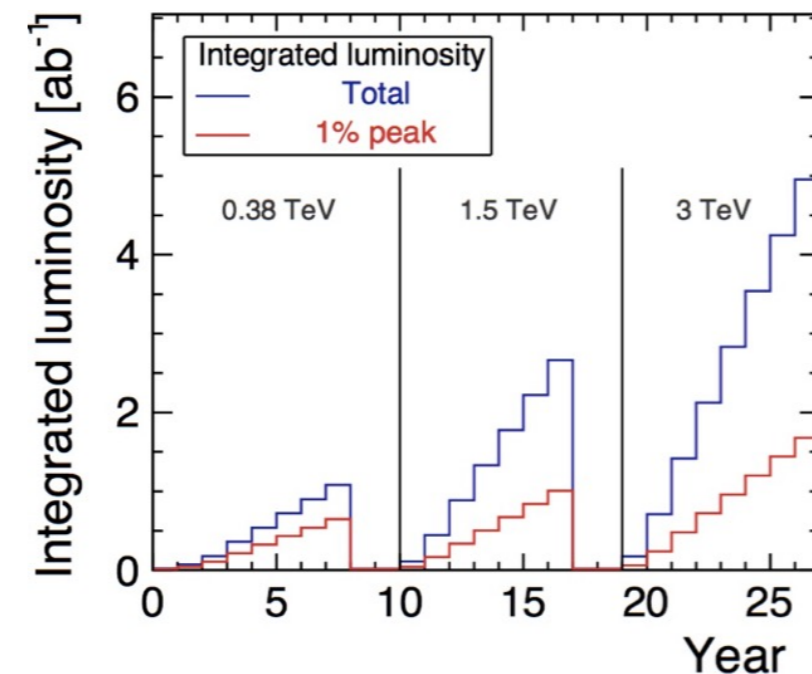 Integrated luminosity [ab⁻¹]
Integrated luminosity
Total
1% peak
0.38 TeV
1.5 TeV
3 TeV
6
4
2
0
0 5 10 15 20 25
Year